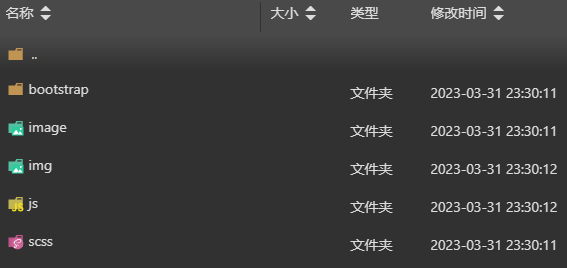 名称 大小 类型 修改时间
..
bootstrap 文件夹 2023-03-31 23:30:11
image 文件夹 2023-03-31 23:30:11
img 文件夹 2023-03-31 23:30:12
JS js 文件夹 2023-03-31 23:30:12
scss 文件夹 2023-03-31 23:30:11